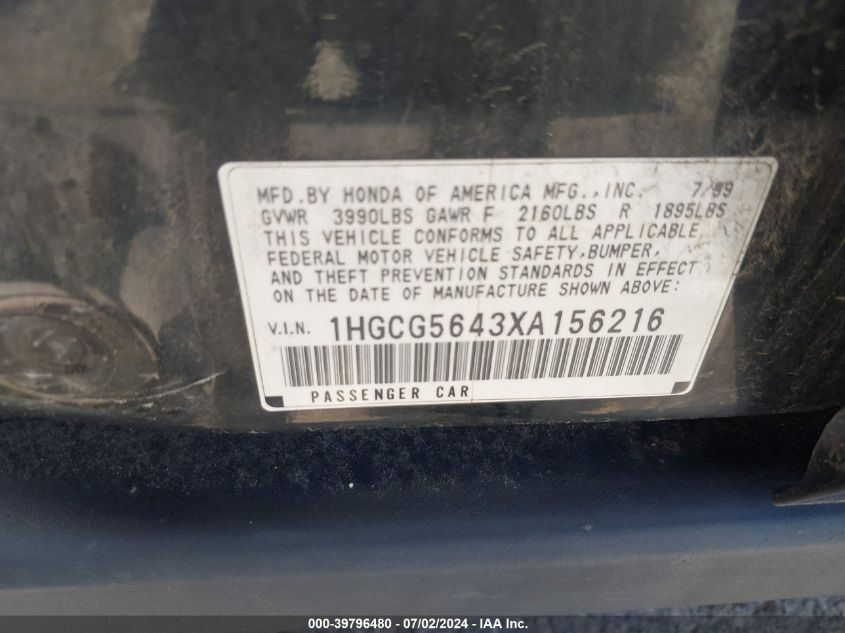 MFD.BY HONDA OF AMERICA MFG.,INC. 7/99
GVWR 3990LBS GAWR F 2160LBS R 1895LBS
THIS VEHICLE CONFORMS TO ALL APPLICABLE
FEDERAL MOTOR VEHICLE SAFETY,BUMPER,
AND THEFT PREVENTION STANDARDS IN EFFECT
ON THE DATE OF MANUFACTURE SHOWN ABOVE:
V.I.N. 1HGCG5643XA156216
PASSENGER CAR
000-39796480 - 07/02/2024 - IAA Inc.